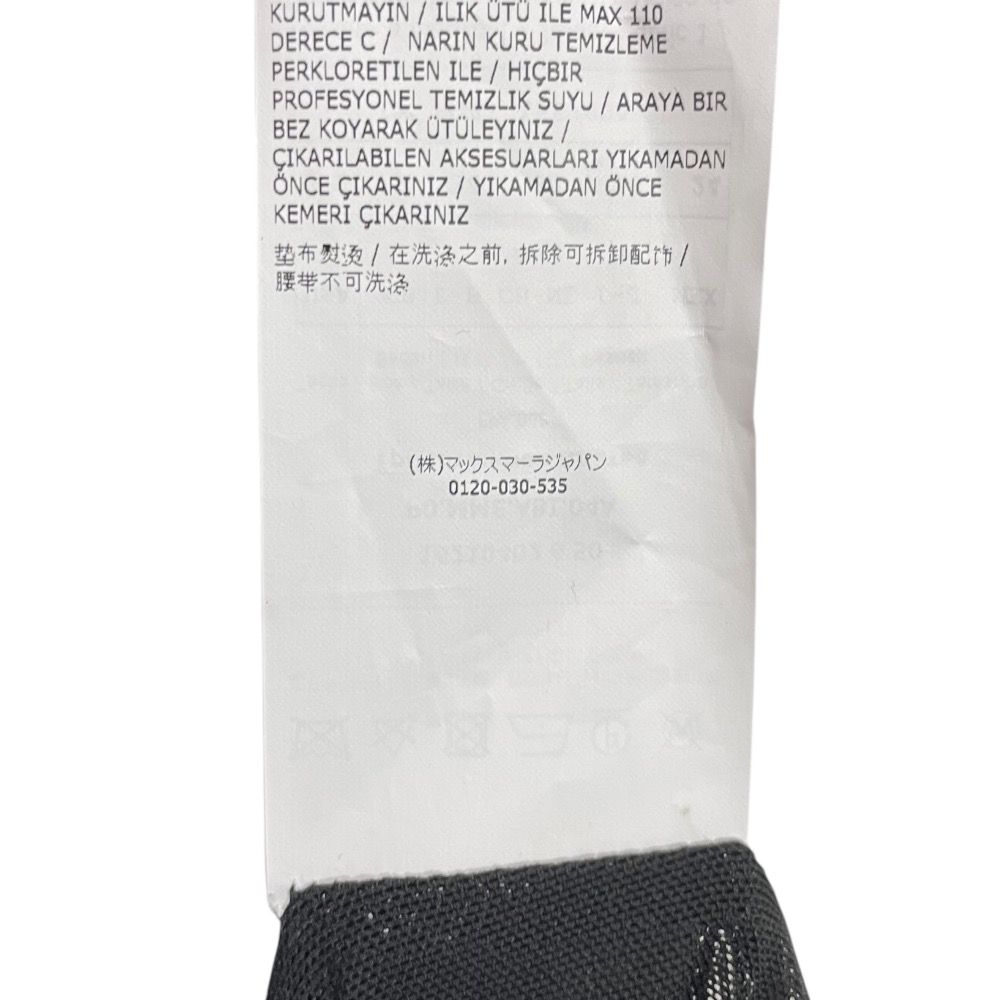 KURUTMAYIN / ILIK ÜTÜ ILE MAX 110
DERECE C / NARIN KURU TEMIZLEME
PERKLORETILEN ILE / HIÇBIR
PROFESYONEL TEMIZLIK SUYU / ARAYA BIR
BEZ KOYARAK ÜTÜLEYINIZ /
ÇIKARILABILEN AKSESUARLARI YIKAMADAN
ÖNCE ÇIKARINIZ / YIKAMADAN ÖNCE
KEMERI ÇIKARINIZ
垫布熨烫 / 在洗涤之前, 拆除可拆卸配饰 /
腰带不可洗涤
(株)マックスマーラジャパン
0120-030-535